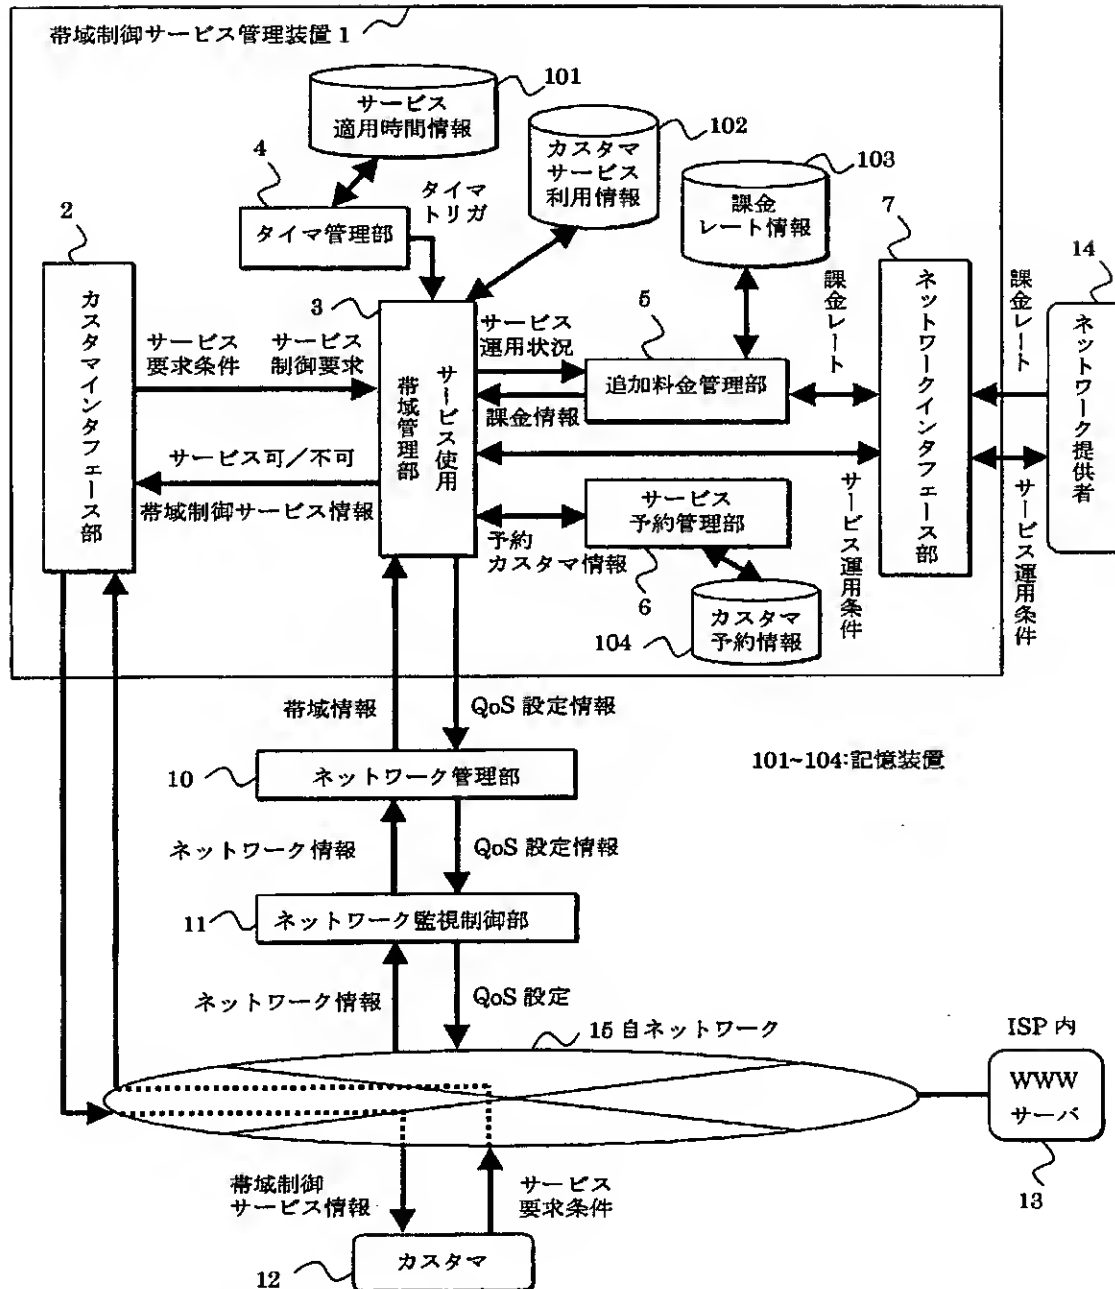 帯域制御サービス管理装置1
101
サービス
適用時間情報
102
カスタマ
サービス
利用情報
103
課金
レート情報
4
タイマ管理部
タイマ
トリガ
2
カスタマインタフェース部
3
サービス使用
帯域管理部
サービス
要求条件
サービス
制御要求
サービス可/不可
帯域制御サービス情報
サービス
運用状況
課金情報
5
追加料金管理部
課金レート
7
ネットワークインタフェース部
課金レート
14
ネットワーク提供者
サービス運用条件
サービス運用条件
サービス
予約管理部
6
予約
カスタマ情報
カスタマ
予約情報
104
帯域情報
QoS 設定情報
101~104:記憶装置
10
ネットワーク管理部
ネットワーク情報
QoS 設定情報
11
ネットワーク監視制御部
ネットワーク情報
QoS 設定
15 自ネットワーク
ISP 内
WWW
サーバ
13
帯域制御
サービス情報
サービス
要求条件
12
カスタマ